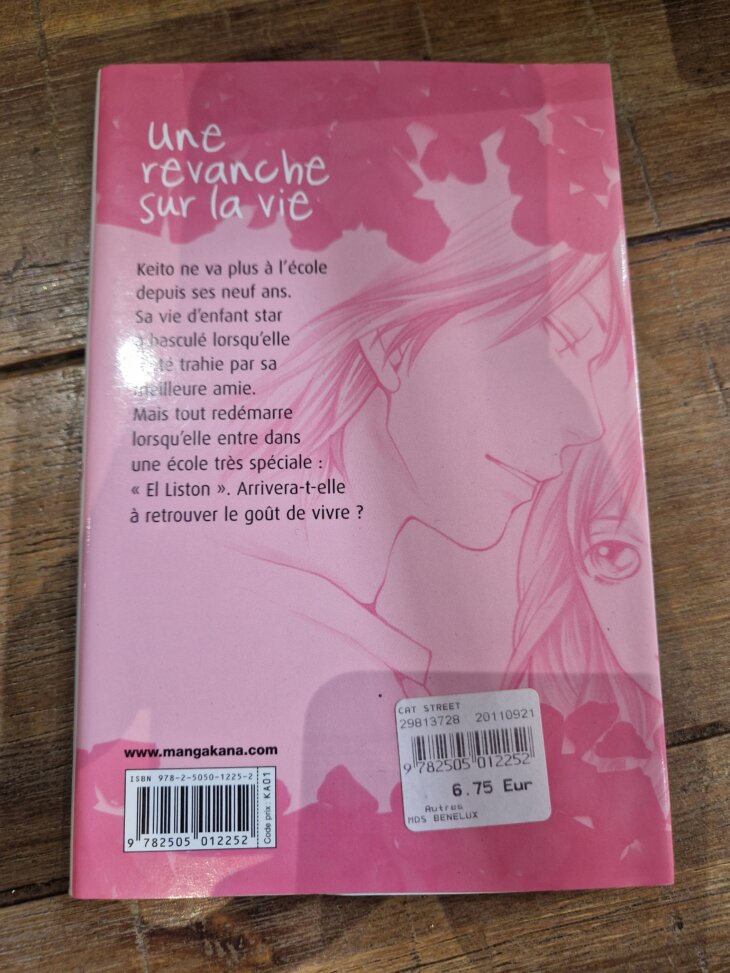 une
revanche
sur la vie
Keito ne va plus à l'école
depuis ses neuf ans.
Sa vie d'enfant star
a basculé lorsqu'elle
été trahie par sa
meilleure amie.
Mais tout redémarre
lorsqu'elle entre dans
une école très spéciale :
« El Liston ». Arrivera-t-elle
à retrouver le goût de vivre ?
CAT STREET
29813728 20110921
9 782505 012252
6.75 Eur
Autres
MDS BENELUX
www.mangakana.com
ISBN 978-2-5050-1225-2
9 782505 012252
Code prix: KA01